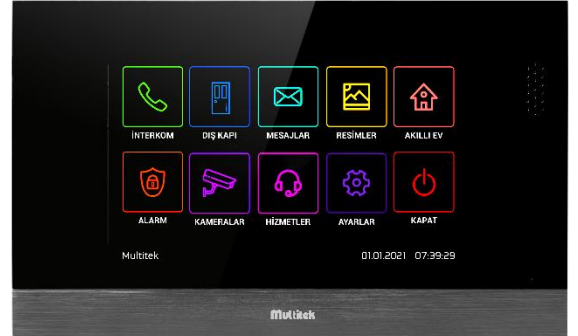 İNTERKOM DIŞ KAPI MESAJLAR RESİMLER AKILLI EV
ALARM KAMERALAR HİZMETLER AYARLAR KAPAT
Multitek 01.01.2021 07:39:29
Multitek